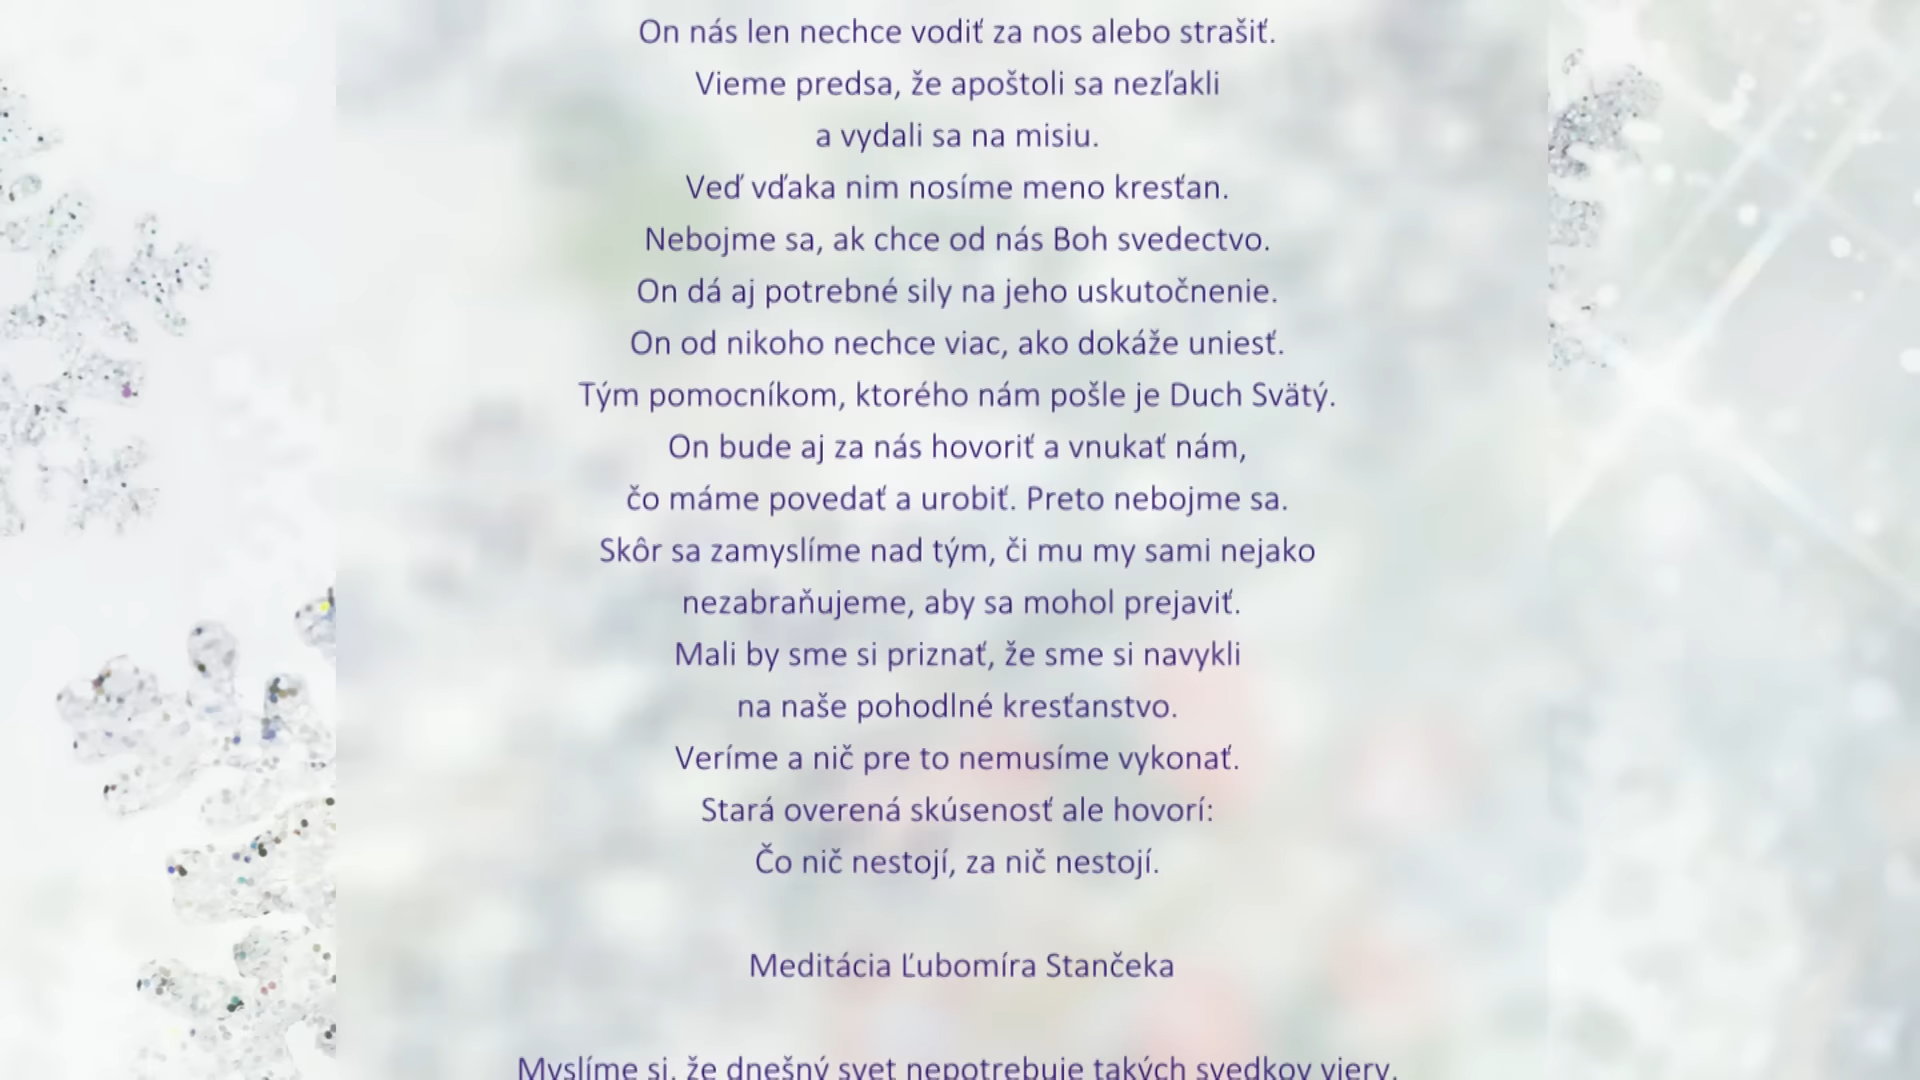 On nás len nechce vodiť za nos alebo strašiť.
Vieme predsa, že apoštoli sa nezľakli
a vydali sa na misiu.
Veď vďaka nim nosíme meno kresťan.
Nebojme sa, ak chce od nás Boh svedectvo.
On dá aj potrebné sily na jeho uskutočnenie.
On od nikoho nechce viac, ako dokáže uniesť.
Tým pomocníkom, ktorého nám pošle je Duch Svätý.
On bude aj za nás hovoriť a vnukať nám,
čo máme povedať a urobiť. Preto nebojme sa.
Skôr sa zamyslíme nad tým, či mu my sami nejako
nezabraňujeme, aby sa mohol prejaviť.
Mali by sme si priznať, že sme si navykli
na naše pohodlné kresťanstvo.
Veríme a nič pre to nemusíme vykonať.
Stará overená skúsenosť ale hovorí:
Čo nič nestojí, za nič nestojí.
Meditácia Ľubomíra Stančeka
Myslíme si, že dnešný svet nepotrebuje takých svedkov viery,